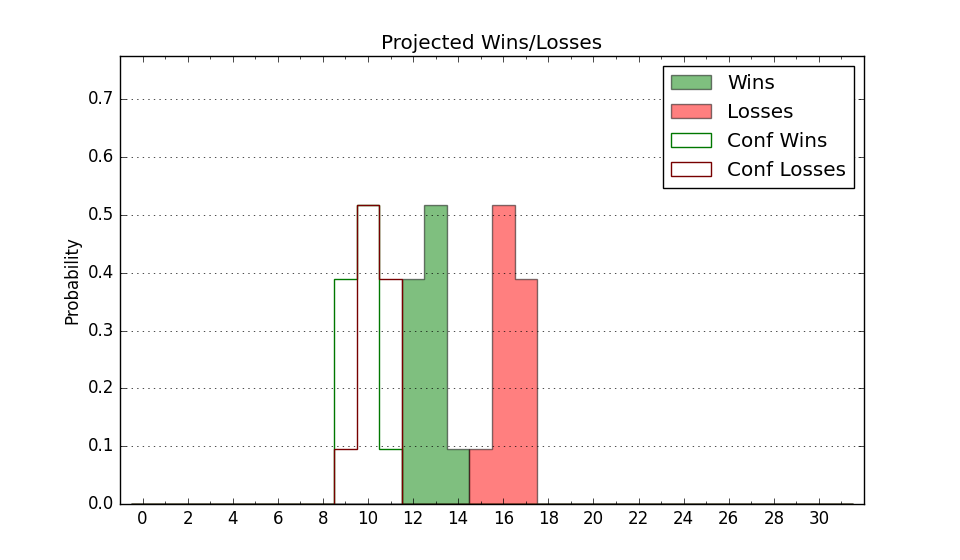 Projected Wins/Losses
Wins
Losses
Conf Wins
Conf Losses
Probability
0.7
0.6
0.5
0.4
0.3
0.2
0.1
0.0
0 2 4 6 8 10 12 14 16 18 20 22 24 26 28 30